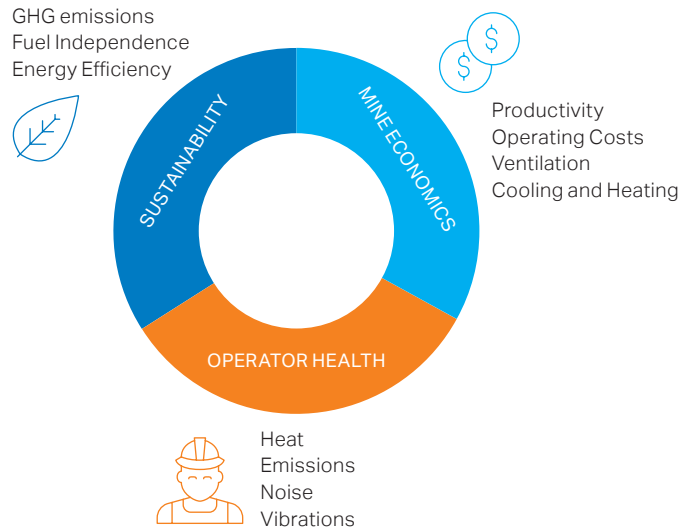 GHG emissions
Fuel Independence
Energy Efficiency
$
$
Productivity
Operating Costs
Ventilation
Cooling and Heating
SUSTAINABILITY
MINE ECONOMICS
OPERATOR HEALTH
Heat
Emissions
Noise
Vibrations